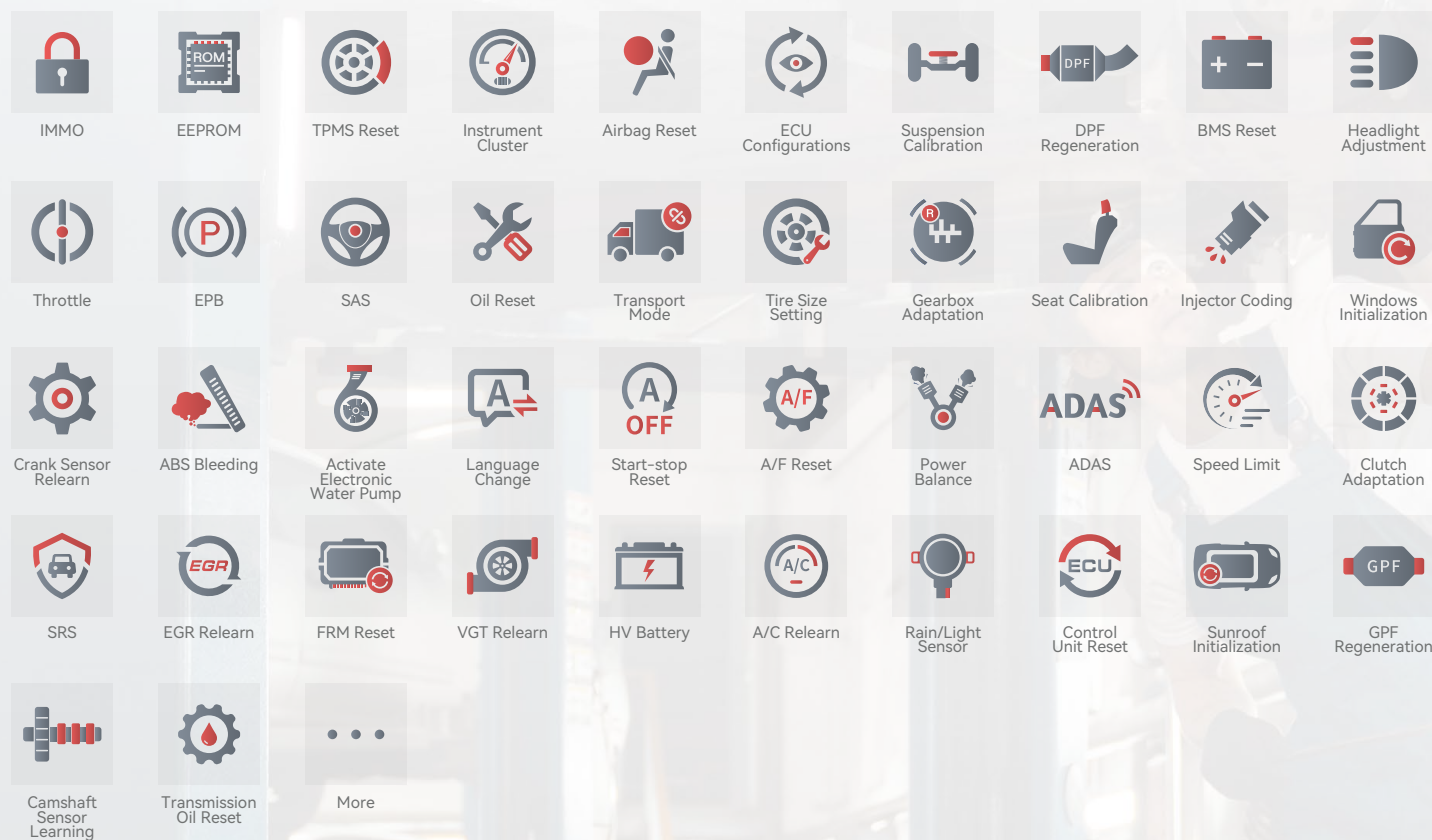 ROM
DPF
+ −
IMMO
EEPROM
TPMS Reset
Instrument
Cluster
Airbag Reset
ECU
Configurations
Suspension
Calibration
DPF
Regeneration
BMS Reset
Headlight
Adjustment
P
R
Throttle
EPB
SAS
Oil Reset
Transport
Mode
Tire Size
Setting
Gearbox
Adaptation
Seat Calibration
Injector Coding
Windows
Initialization
A
A
OFF
A/F
ADAS
Crank Sensor
Relearn
ABS Bleeding
Activate
Electronic
Water Pump
Language
Change
Start-stop
Reset
A/F Reset
Power
Balance
ADAS
Speed Limit
Clutch
Adaptation
EGR
A/C
ECU
GPF
SRS
EGR Relearn
FRM Reset
VGT Relearn
HV Battery
A/C Relearn
Rain/Light
Sensor
Control
Unit Reset
Sunroof
Initialization
GPF
Regeneration
Camshaft
Sensor
Learning
Transmission
Oil Reset
More